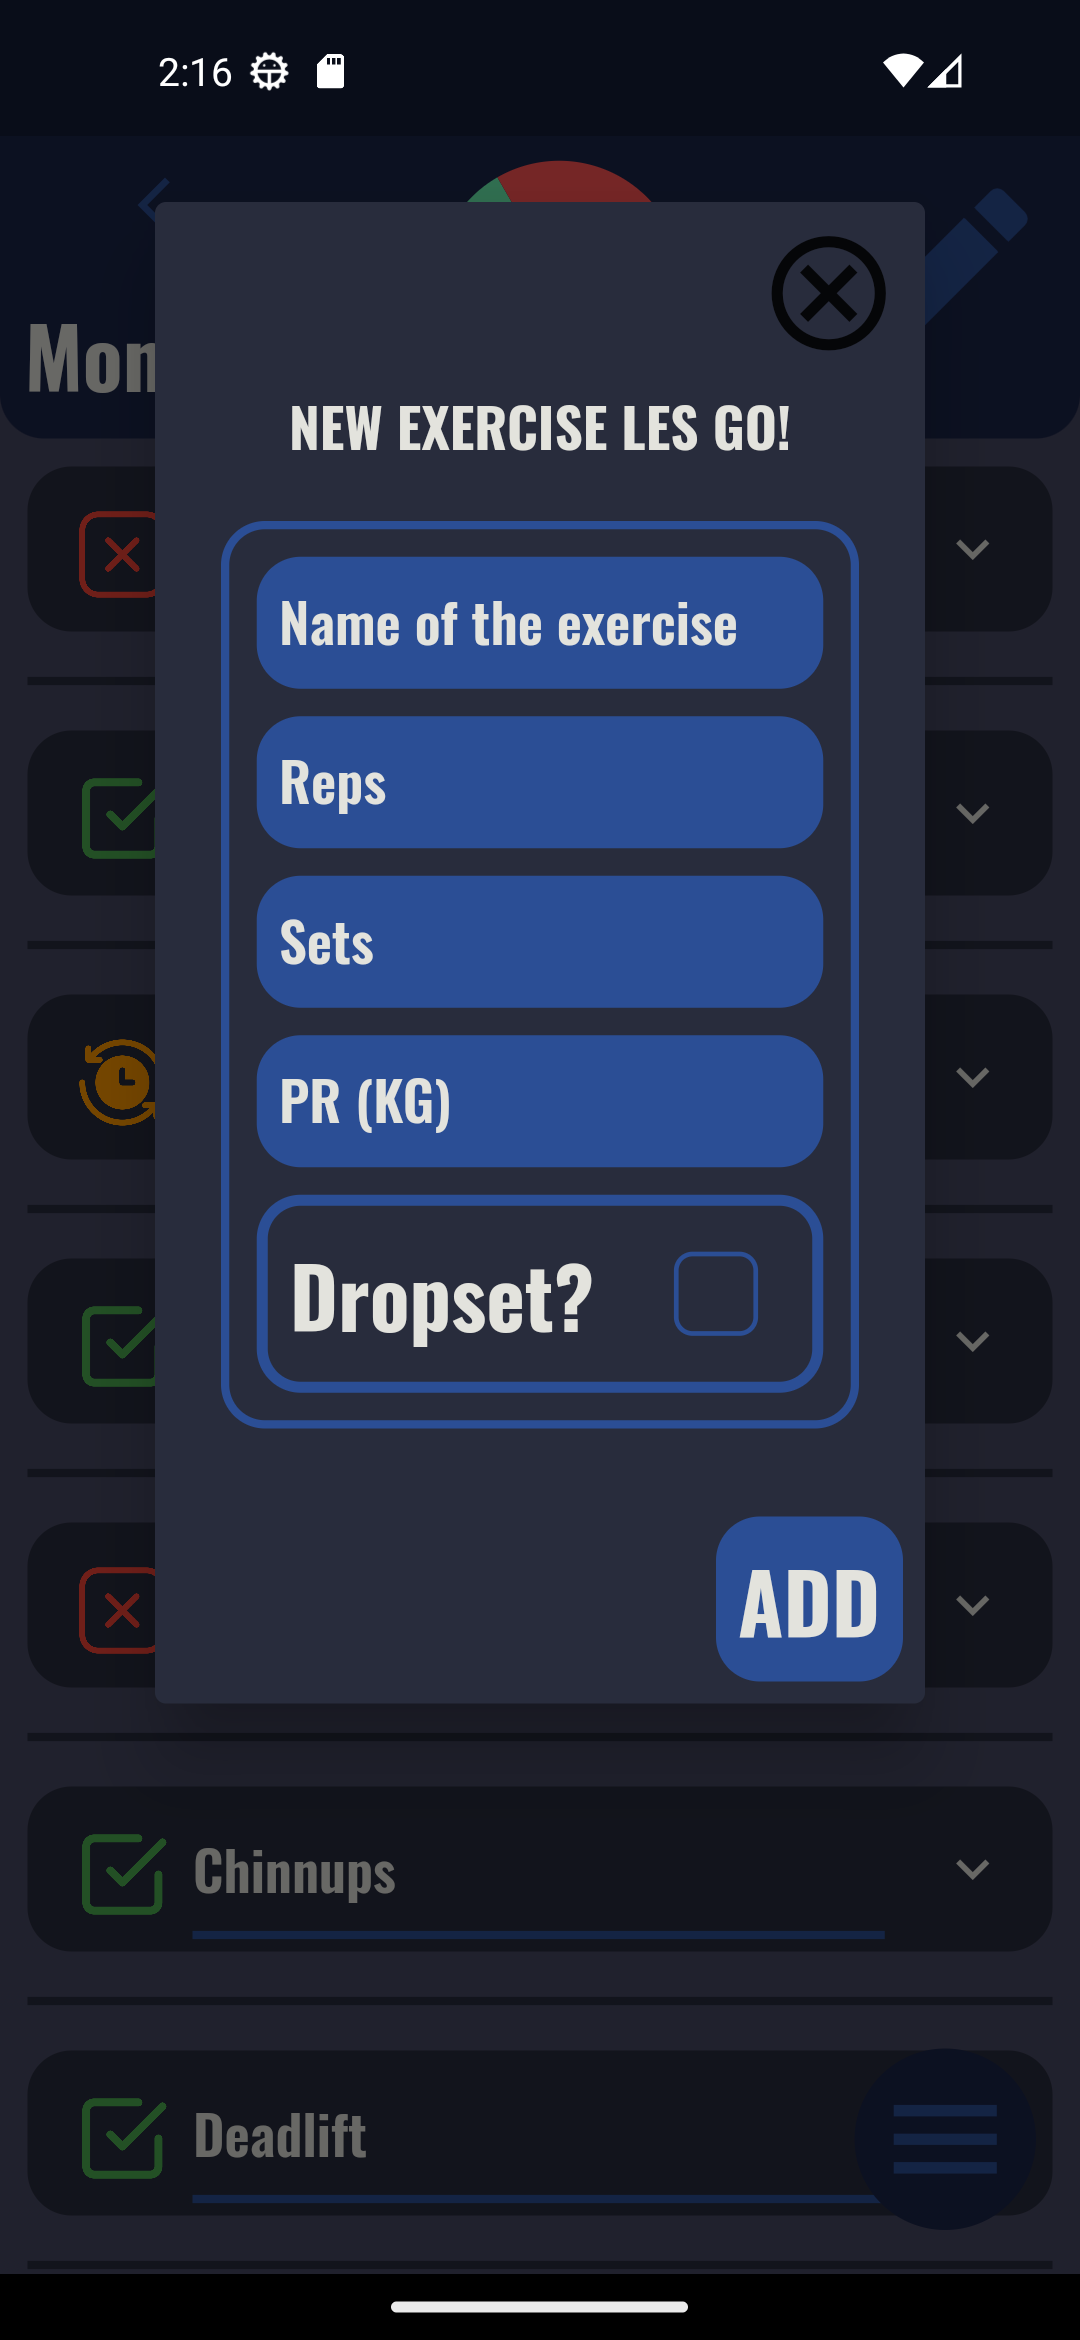 2:16
Mon
NEW EXERCISE LES GO!
Name of the exercise
Reps
Sets
PR (KG)
Dropset?
ADD
Chinnups
Deadlift